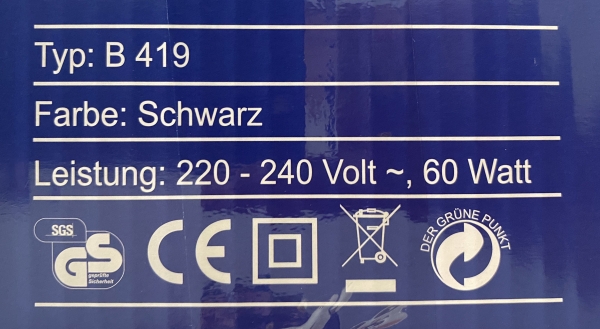 Typ: B 419
Farbe: Schwarz
Leistung: 220 - 240 Volt ~, 60 Watt
SGS
GS
geprüfte
Sicherheit
CE
DER GRÜNE PUNKT